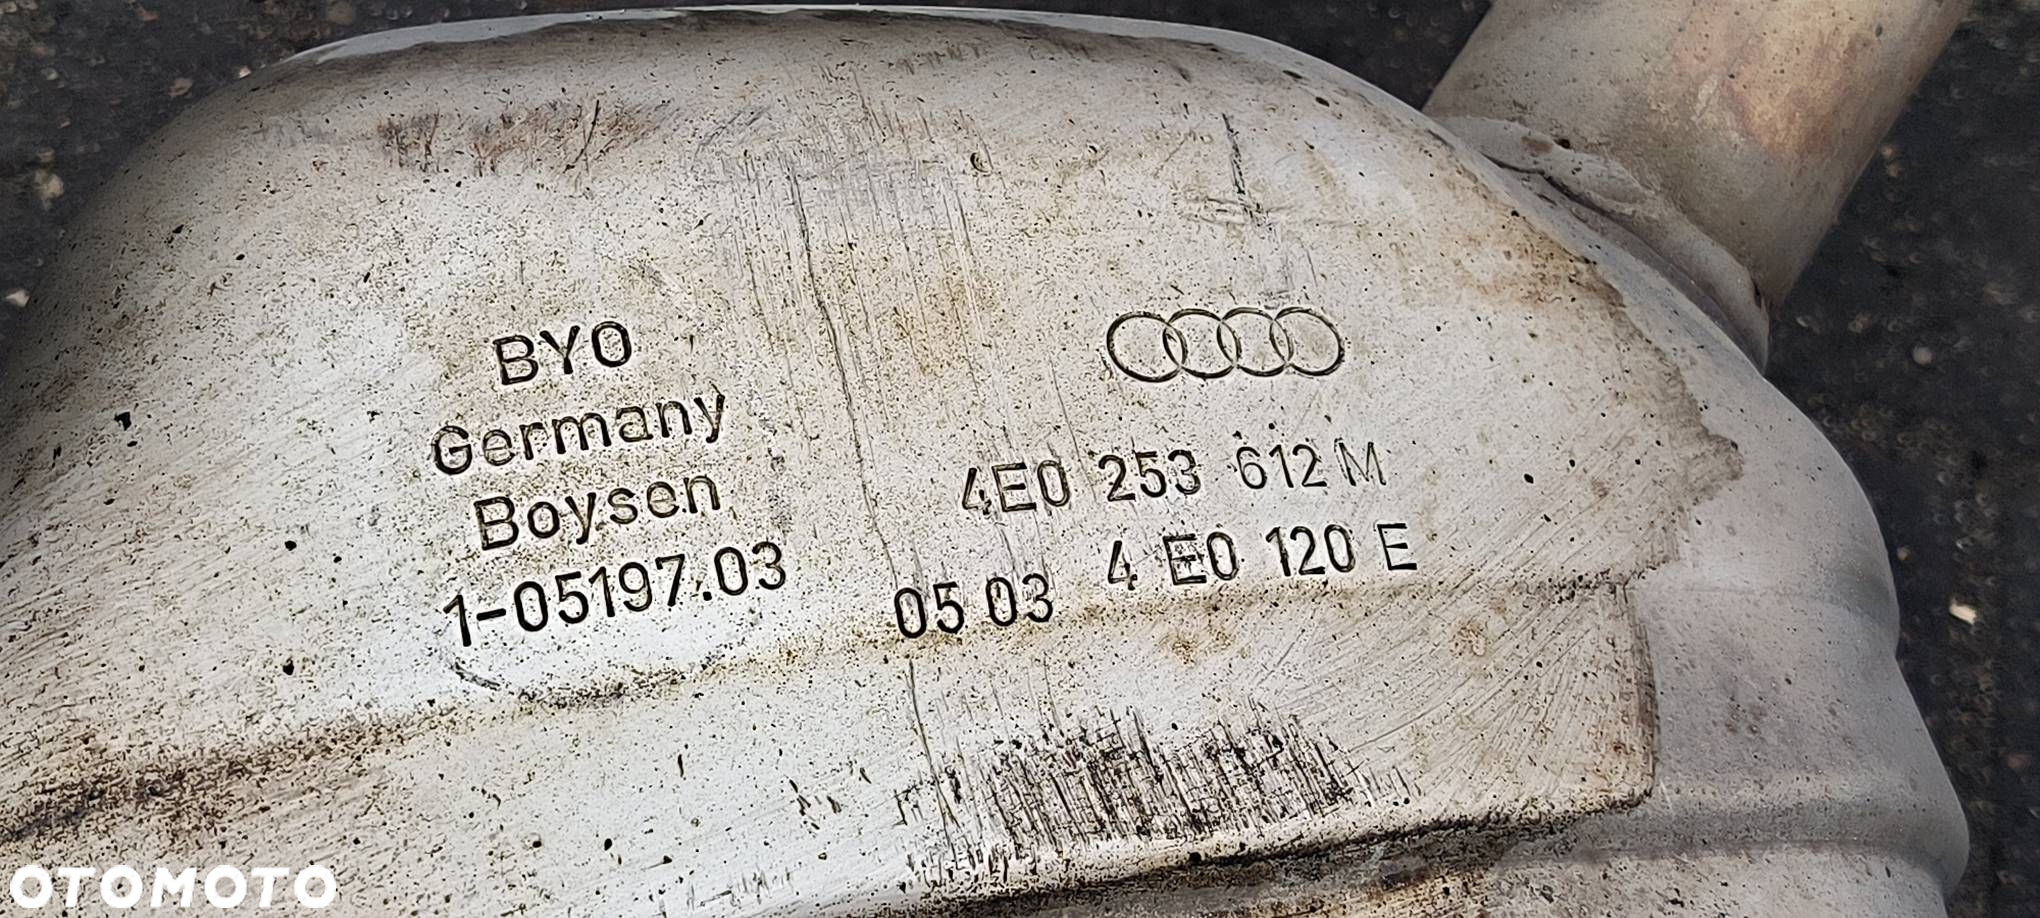 BYO
Germany
Boysen
1-05197.03
4E0 253 612 M
4 E0 120 E
05 03
OTOMOTO